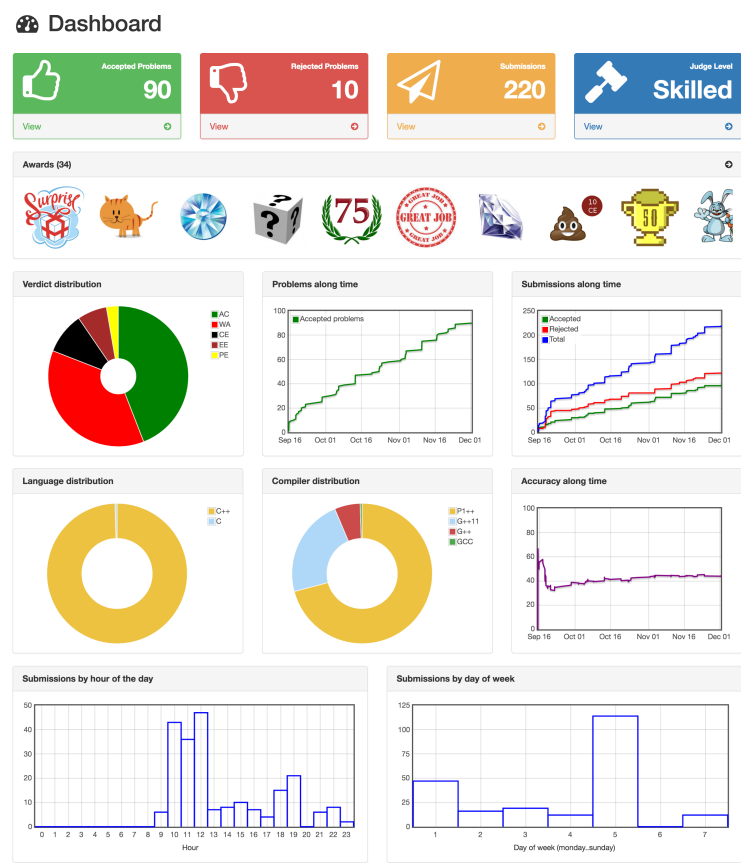 Dashboard
Accepted Problems
90
View
Rejected Problems
10
View
Submissions
220
View
Judge Level
Skilled
View
Awards (34)
Surprise
?
?
?
75
GREAT JOB
GREAT JOB
GREAT JOB
10
CE
50
Verdict distribution
AC
WA
CE
EE
PE
Problems along time
Accepted problems
100
80
60
40
20
0
Sep 16 Oct 01 Oct 16 Nov 01 Nov 16 Dec 01
Submissions along time
Accepted
Rejected
Total
250
200
150
100
50
0
Sep 16 Oct 01 Oct 16 Nov 01 Nov 16 Dec 01
Language distribution
C++
C
Compiler distribution
P1++
G++11
G++
GCC
Accuracy along time
100
80
60
40
20
0
Sep 16 Oct 01 Oct 16 Nov 01 Nov 16 Dec 01
Submissions by hour of the day
50
40
30
20
10
0
0 1 2 3 4 5 6 7 8 9 10 11 12 13 14 15 16 17 18 19 20 21 22 23
Hour
Submissions by day of week
125
100
75
50
25
0
1 2 3 4 5 6 7
Day of week (monday..sunday)